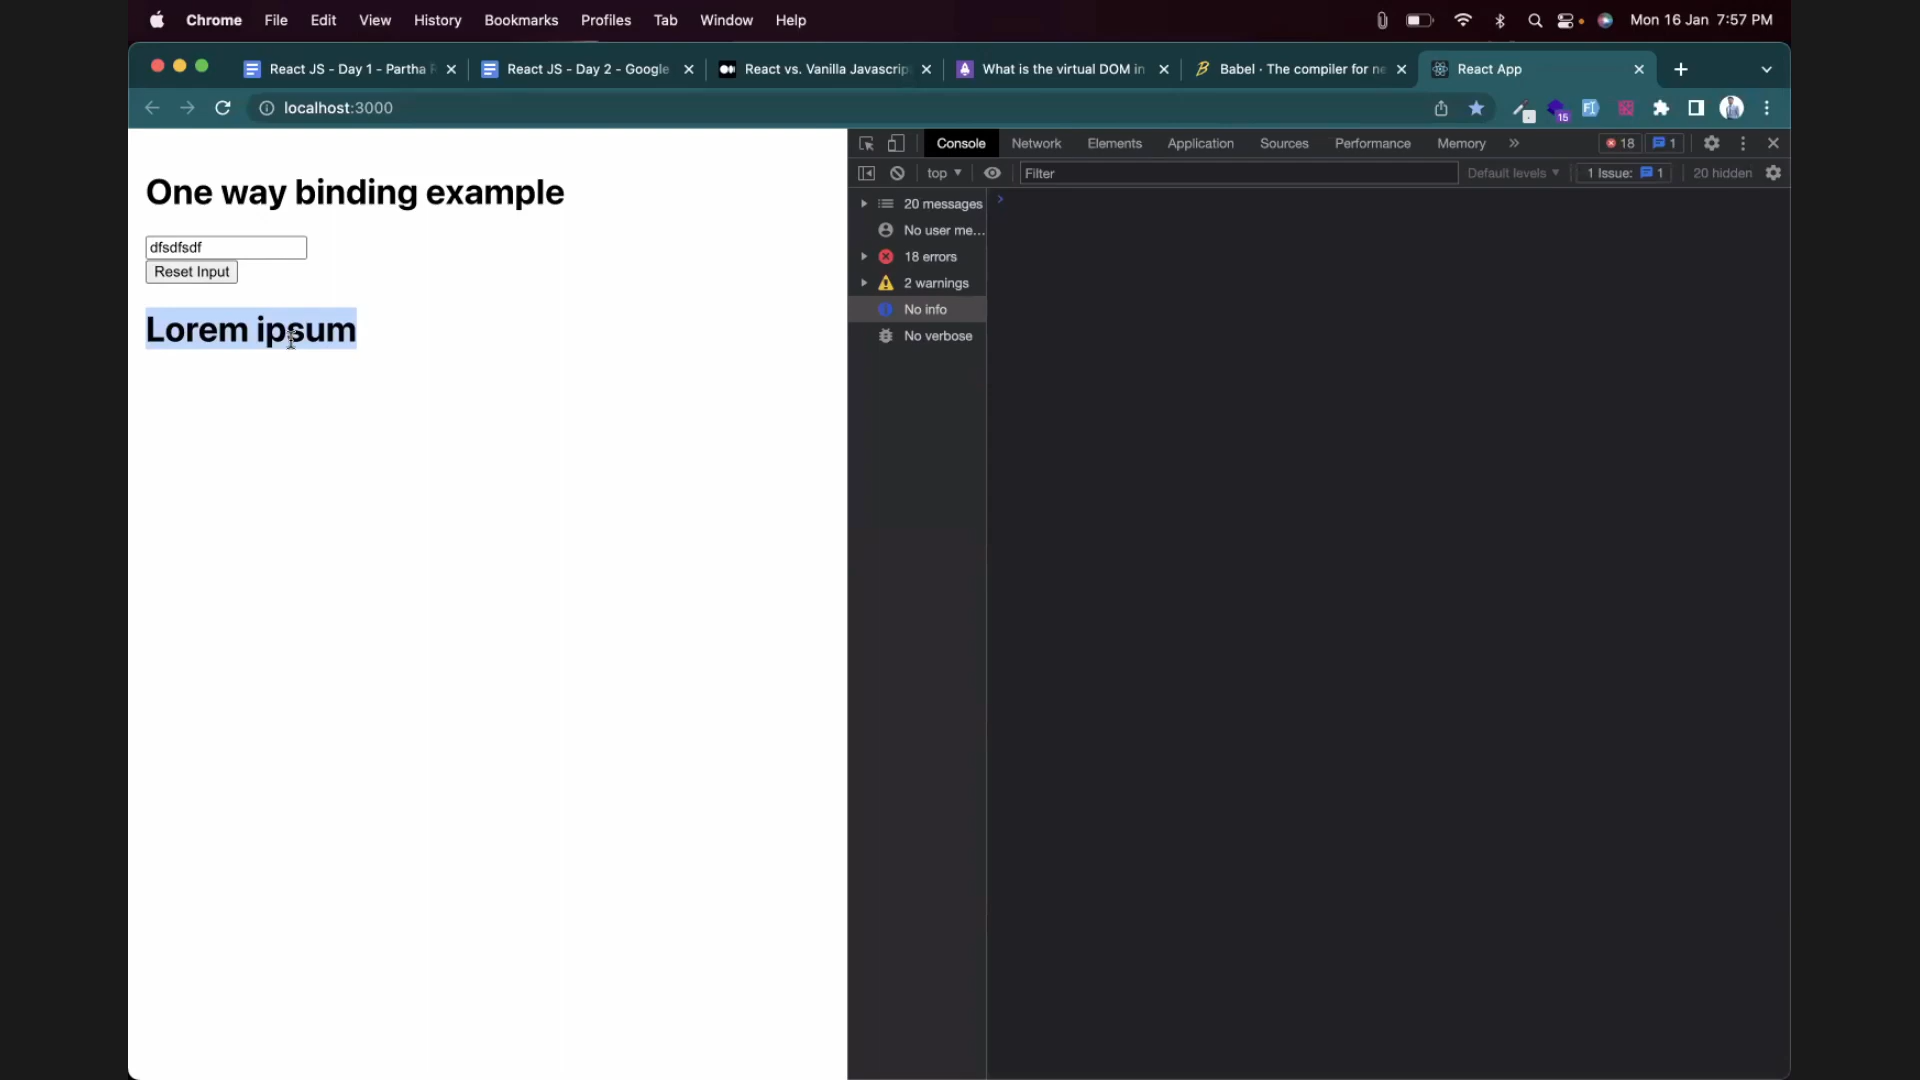 Chrome File Edit View History Bookmarks Profiles Tab Window Help Mon 16 Jan 7:57 PM
React JS - Day 1 - Partha React JS - Day 2 - Google React vs. Vanilla Javascrip What is the virtual DOM in Babel · The compiler for ne React App
localhost:3000 15
One way binding example
dfsdfsdf
Reset Input
Lorem ipsum
Console Network Elements Application Sources Performance Memory 18 1
top Filter Default levels 1 Issue: 1 20 hidden
20 messages
No user me...
18 errors
2 warnings
No info
No verbose